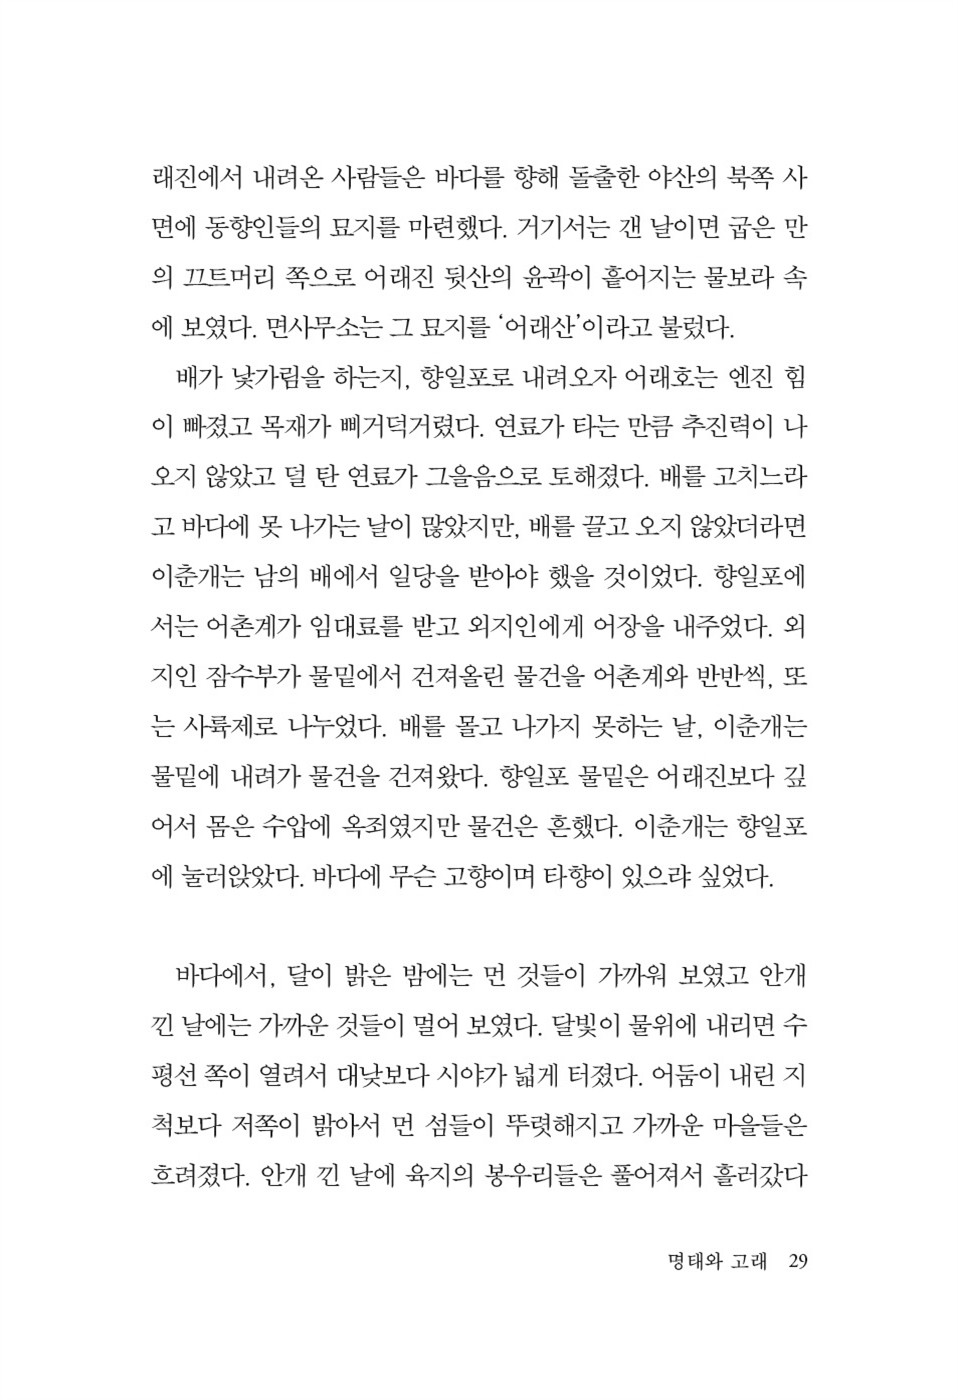 래진에서 내려온 사람들은 바다를 향해 돌출한 야산의 북쪽 사
면에 동향인들의 묘지를 마련했다. 거기서는 갠 날이면 굽은 만
의 끄트머리 쪽으로 어래진 뒷산의 윤곽이 흩어지는 물보라 속
에 보였다. 면사무소는 그 묘지를 ‘어래산’이라고 불렀다.
배가 낯가림을 하는지, 향일포로 내려오자 어래호는 엔진 힘
이 빠졌고 목재가 삐거덕거렸다. 연료가 타는 만큼 추진력이 나
오지 않았고 덜 탄 연료가 그을음으로 토해졌다. 배를 고치느라
고 바다에 못 나가는 날이 많았지만, 배를 끌고 오지 않았더라면
이춘개는 남의 배에서 일당을 받아야 했을 것이었다. 향일포에
서는 어촌계가 임대료를 받고 외지인에게 어장을 내주었다. 외
지인 잠수부가 물밑에서 건져올린 물건을 어촌계와 반반씩, 또
는 사륙제로 나누었다. 배를 몰고 나가지 못하는 날, 이춘개는
물밑에 내려가 물건을 건져왔다. 향일포 물밑은 어래진보다 깊
어서 몸은 수압에 옥죄였지만 물건은 흔했다. 이춘개는 향일포
에 눌러앉았다. 바다에 무슨 고향이며 타향이 있으랴 싶었다.
바다에서, 달이 밝은 밤에는 먼 것들이 가까워 보였고 안개
낀 날에는 가까운 것들이 멀어 보였다. 달빛이 물위에 내리면 수
평선 쪽이 열려서 대낮보다 시야가 넓게 터졌다. 어둠이 내린 지
척보다 저쪽이 밝아서 먼 섬들이 뚜렷해지고 가까운 마을들은
흐려졌다. 안개 낀 날에 육지의 봉우리들은 풀어져서 흘러갔다
명태와 고래 29